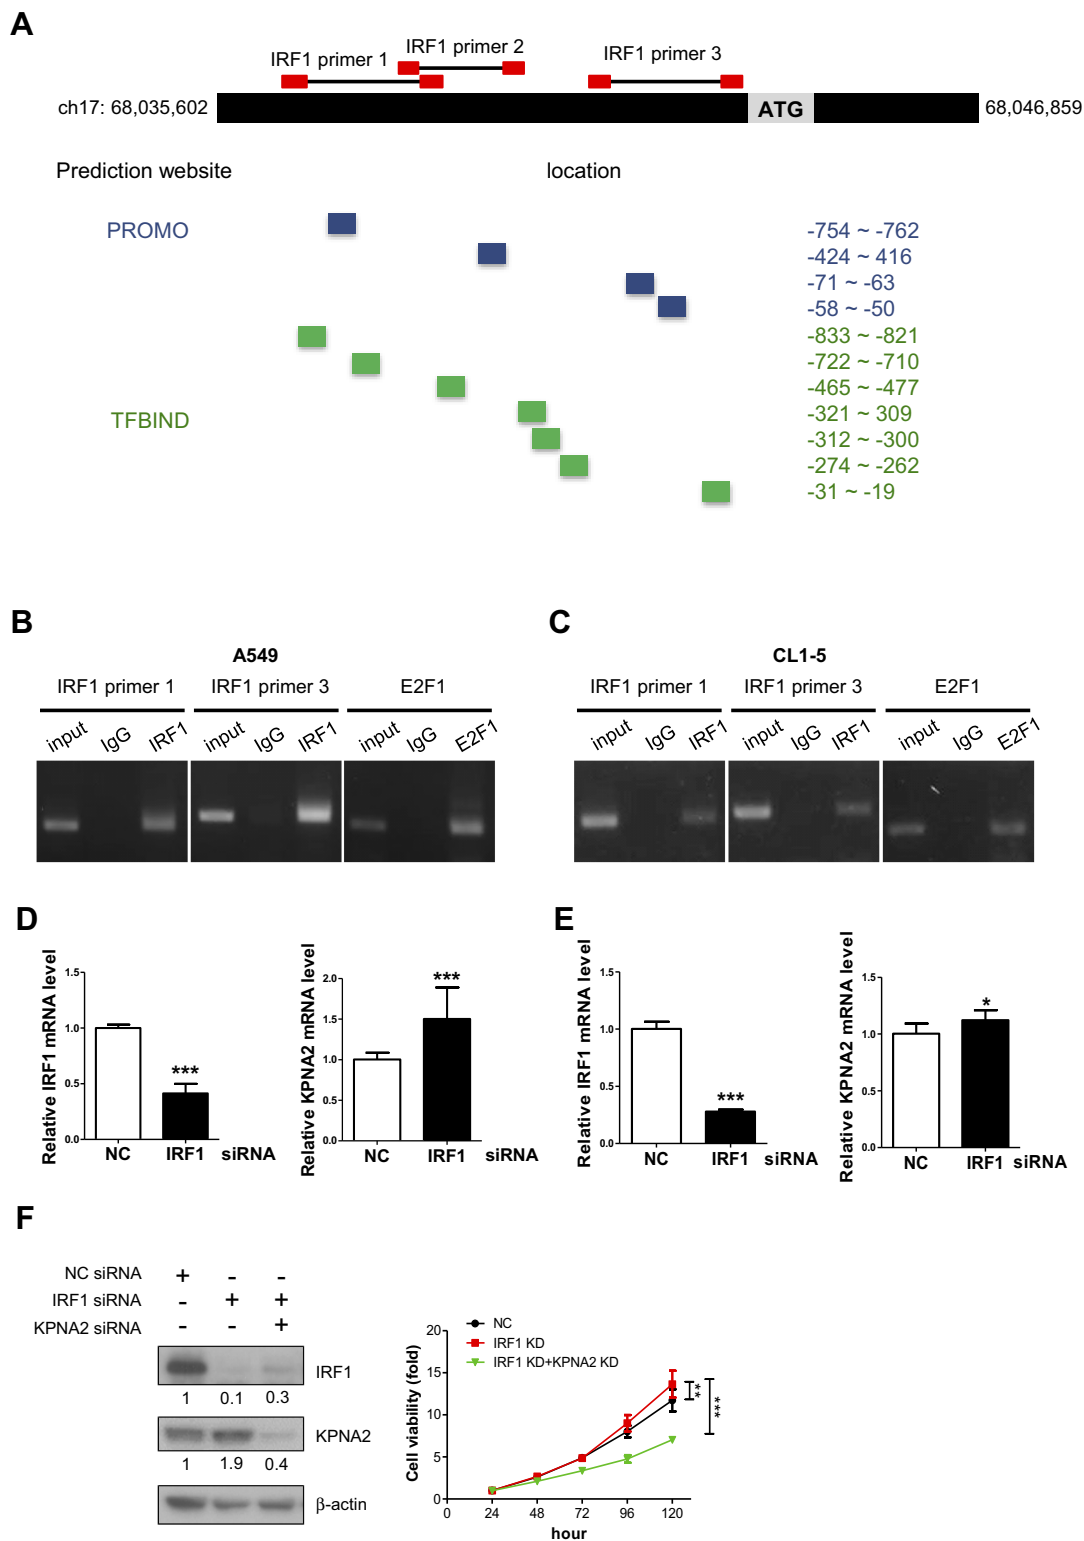 A
IRF1 primer 1
IRF1 primer 2
IRF1 primer 3
ch17: 68,035,602
ATG
68,046,859
Prediction website
location
PROMO
-754 ~ -762
-424 ~ 416
-71 ~ -63
-58 ~ -50
TFBIND
-833 ~ -821
-722 ~ -710
-465 ~ -477
-321 ~ 309
-312 ~ -300
-274 ~ -262
-31 ~ -19
B
A549
IRF1 primer 1
IRF1 primer 3
E2F1
input IgG IRF1
input IgG IRF1
input IgG E2F1
C
CL1-5
IRF1 primer 1
IRF1 primer 3
E2F1
input IgG IRF1
input IgG IRF1
input IgG E2F1
D
Relative IRF1 mRNA level
1.5
1.0
0.5
0.0
***
NC IRF1 siRNA
Relative KPNA2 mRNA level
2.0
1.5
1.0
0.5
0.0
***
NC IRF1 siRNA
E
Relative IRF1 mRNA level
1.5
1.0
0.5
0.0
***
NC IRF1 siRNA
Relative KPNA2 mRNA level
1.5
1.0
0.5
0.0
*
NC IRF1 siRNA
F
NC siRNA + - -
IRF1 siRNA - + +
KPNA2 siRNA - - +
IRF1
1 0.1 0.3
KPNA2
1 1.9 0.4
β-actin
NC
IRF1 KD
IRF1 KD+KPNA2 KD
Cell viability (fold)
20
15
10
5
0
0 24 48 72 96 120
hour
**
***